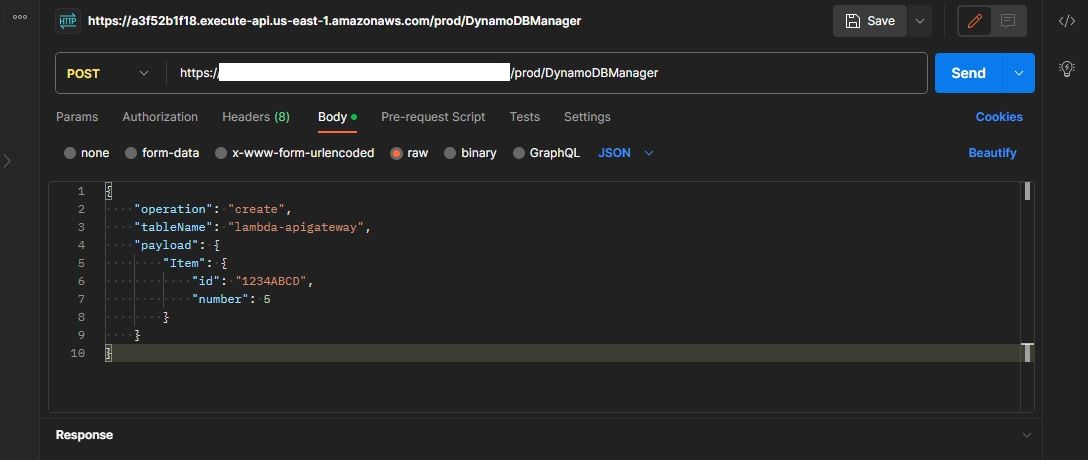 HTTP https://a3f52b1f18.execute-api.us-east-1.amazonaws.com/prod/DynamoDBManager Save
POST https:/ /prod/DynamoDBManager Send
Params Authorization Headers (8) Body Pre-request Script Tests Settings Cookies
none form-data x-www-form-urlencoded raw binary GraphQL JSON Beautify
1 {
2 "operation": "create",
3 "tableName": "lambda-apigateway",
4 "payload": {
5 "Item": {
6 "id": "1234ABCD",
7 "number": 5
8 }
9 }
10 }
Response